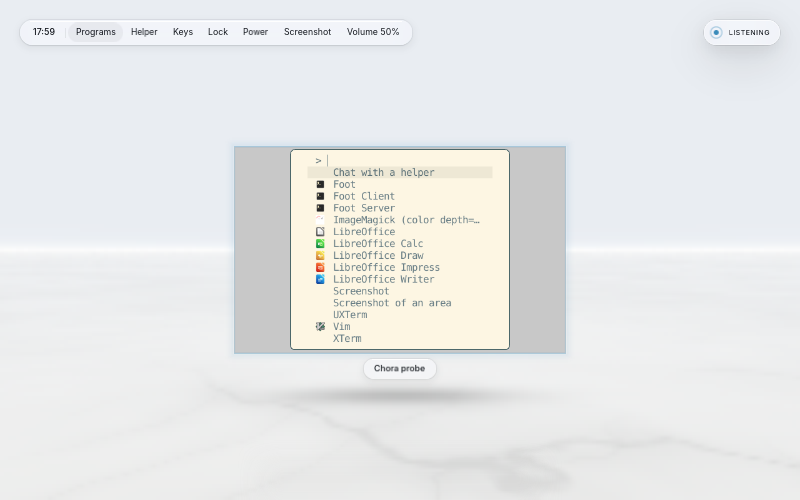 17:59 Programs Helper Keys Lock Power Screenshot Volume 50%
LISTENING
>
Chat with a helper
Foot
Foot Client
Foot Server
ImageMagick (color depth=…
LibreOffice
LibreOffice Calc
LibreOffice Draw
LibreOffice Impress
LibreOffice Writer
Screenshot
Screenshot of an area
UXTerm
Vim
XTerm
Chora probe